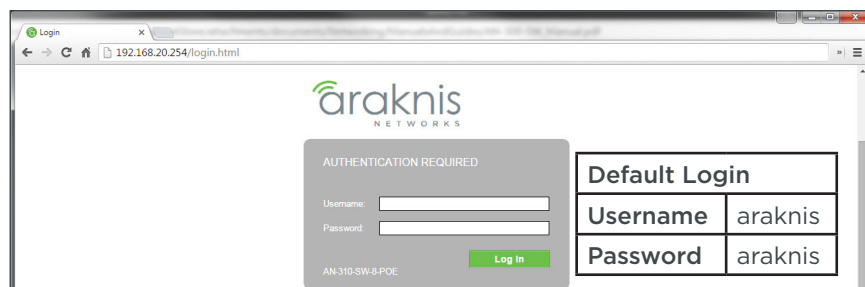 Login
192.168.20.254/login.html
araknis
NETWORKS
AUTHENTICATION REQUIRED
Username:
Password:
Log In
AN-310-SW-8-POE
Default Login
Username araknis
Password araknis